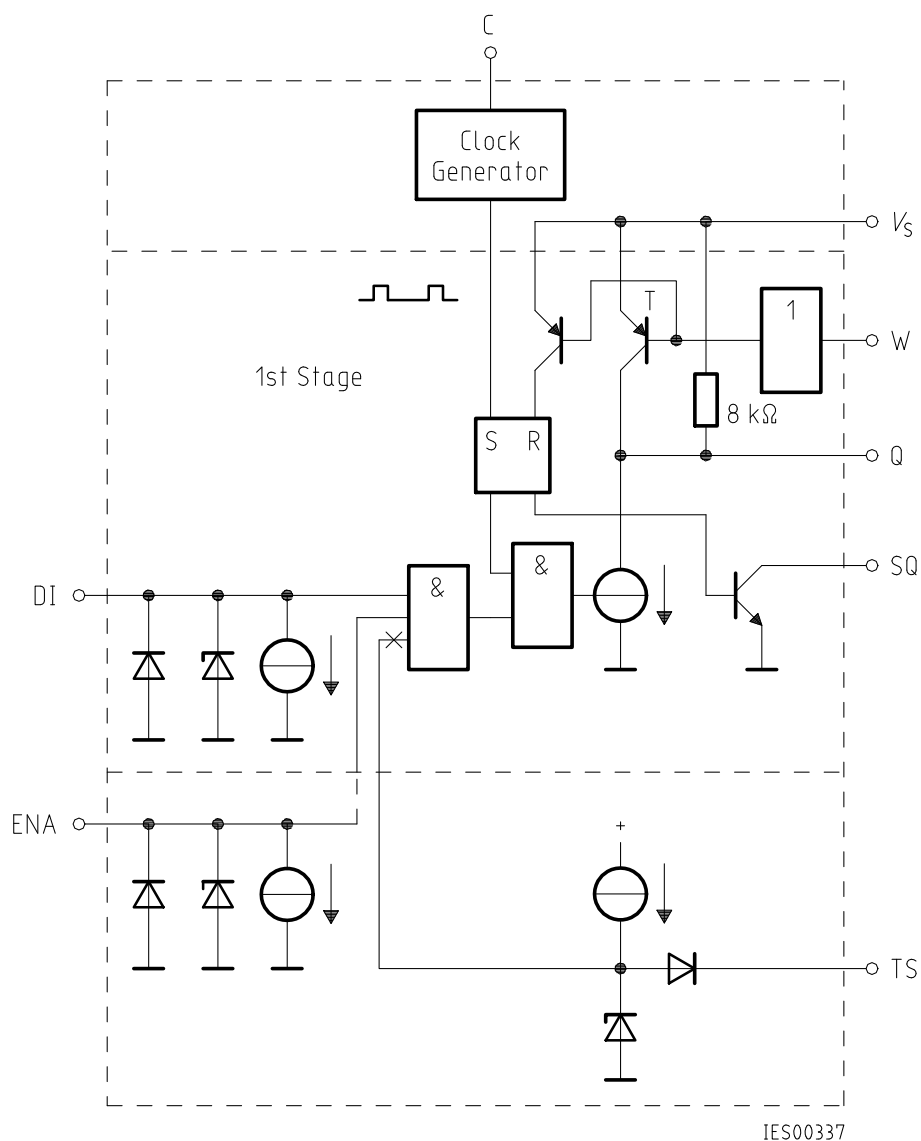 C
Clock
Generator
VS
T
1
W
1st Stage
8 kΩ
S R
Q
&
&
SQ
DI
ENA
+
TS
IES00337